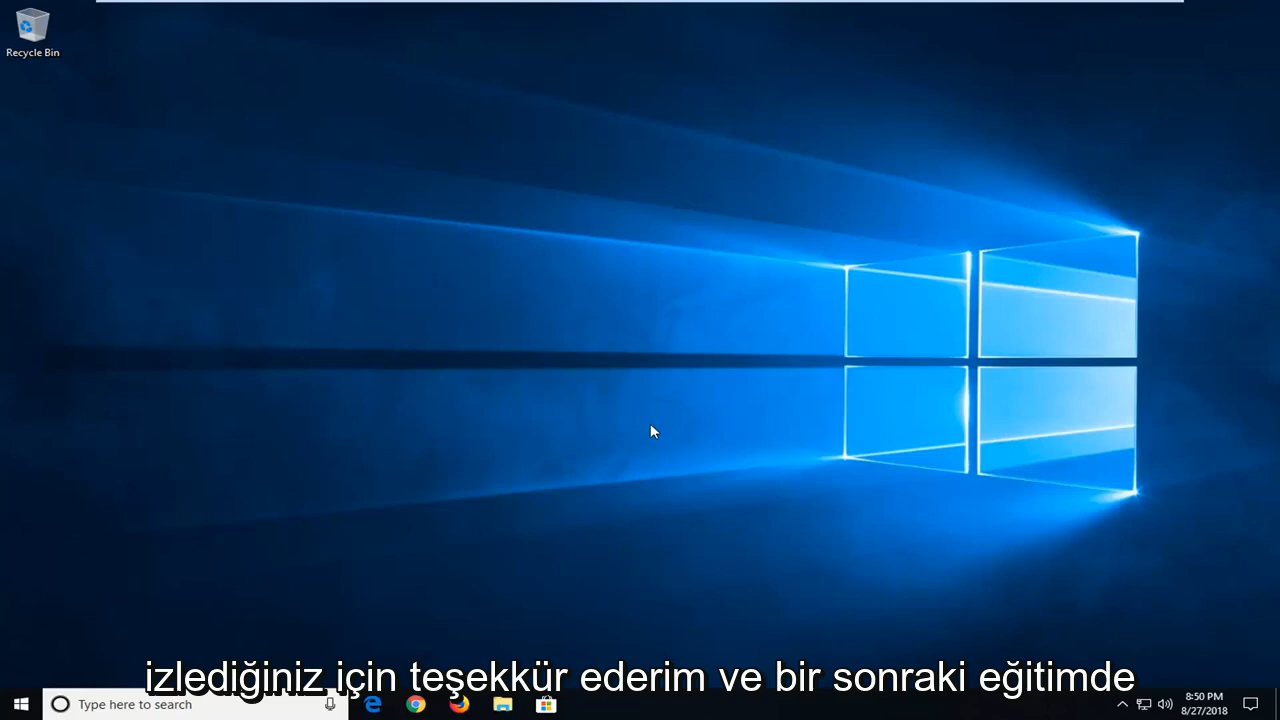 Recycle Bin
izlediğiniz için teşekkür ederim ve bir sonraki eğitimde
Type here to search
8:50 PM
8/27/2018